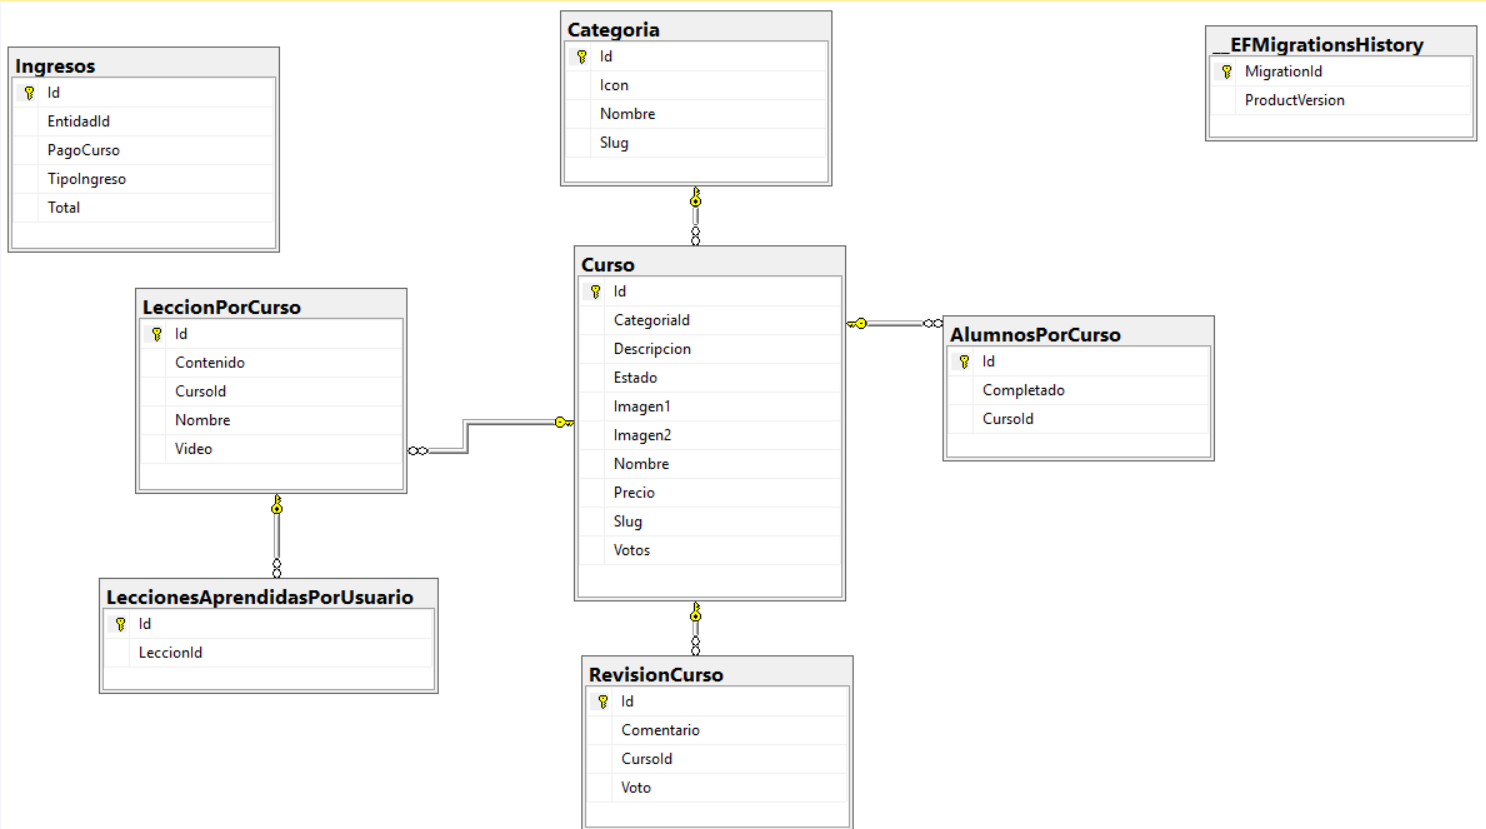 Ingresos
Id
EntidadId
PagoCurso
TipoIngreso
Total
Categoria
Id
Icon
Nombre
Slug
__EFMigrationsHistory
MigrationId
ProductVersion
LeccionPorCurso
Id
Contenido
CursoId
Nombre
Video
Curso
Id
CategoriaId
Descripcion
Estado
Imagen1
Imagen2
Nombre
Precio
Slug
Votos
AlumnosPorCurso
Id
Completado
CursoId
LeccionesAprendidasPorUsuario
Id
LeccionId
RevisionCurso
Id
Comentario
CursoId
Voto